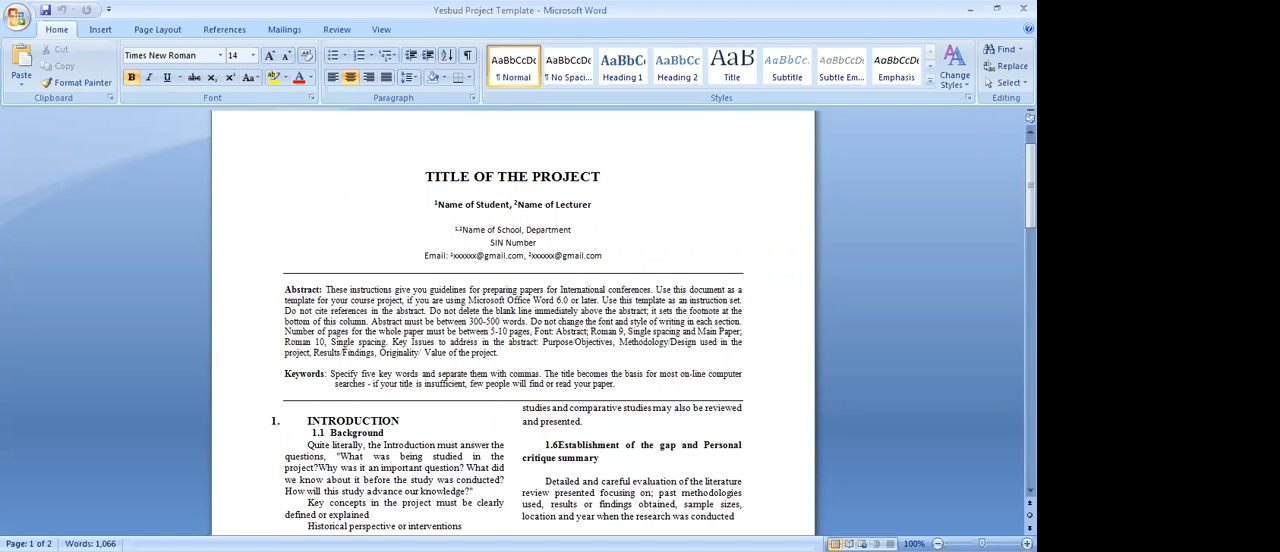 Yesbud Project Template - Microsoft Word
Home Insert Page Layout References Mailings Review View
Paste
Cut
Copy
Format Painter
Clipboard
Times New Roman 14
B I U abc X₂ X² Aa ab A
Font
Paragraph
AaBbCcDc AaBbCcDc AaBbC AaBbCc AaB AaBbCc. AaBbCcDc AaBbCcDc
¶ Normal ¶ No Spaci... Heading 1 Heading 2 Title Subtitle Subtle Em... Emphasis
Change Styles
Styles
Find
Replace
Select
Editing
TITLE OF THE PROJECT
¹Name of Student, ²Name of Lecturer
¹,²Name of School, Department
SIN Number
Email: ¹xxxxxx@gmail.com, ²xxxxxx@gmail.com
Abstract: These instructions give you guidelines for preparing papers for International conferences. Use this document as a
template for your course project, if you are using Microsoft Office Word 6.0 or later. Use this template as an instruction set.
Do not cite references in the abstract. Do not delete the blank line immediately above the abstract; it sets the footnote at the
bottom of this column. Abstract must be between 300-500 words. Do not change the font and style of writing in each section.
Number of pages for the whole paper must be between 5-10 pages, Font: Abstract; Roman 9, Single spacing and Main Paper;
Roman 10, Single spacing. Key Issues to address in the abstract: Purpose/Objectives, Methodology/Design used in the
project, Results/Findings, Originality/ Value of the project.
Keywords: Specify five key words and separate them with commas. The title becomes the basis for most on-line computer
searches - if your title is insufficient, few people will find or read your paper.
1. INTRODUCTION
1.1 Background
Quite literally, the Introduction must answer the
questions, "What was being studied in the
project?Why was it an important question? What did
we know about it before the study was conducted?
How will this study advance our knowledge?"
Key concepts in the project must be clearly
defined or explained
Historical perspective or interventions
studies and comparative studies may also be reviewed
and presented.
1.6Establishment of the gap and Personal
critique summary
Detailed and careful evaluation of the literature
review presented focusing on; past methodologies
used, results or findings obtained, sample sizes,
location and year when the research was conducted
Page: 1 of 2 Words: 1,066 100%